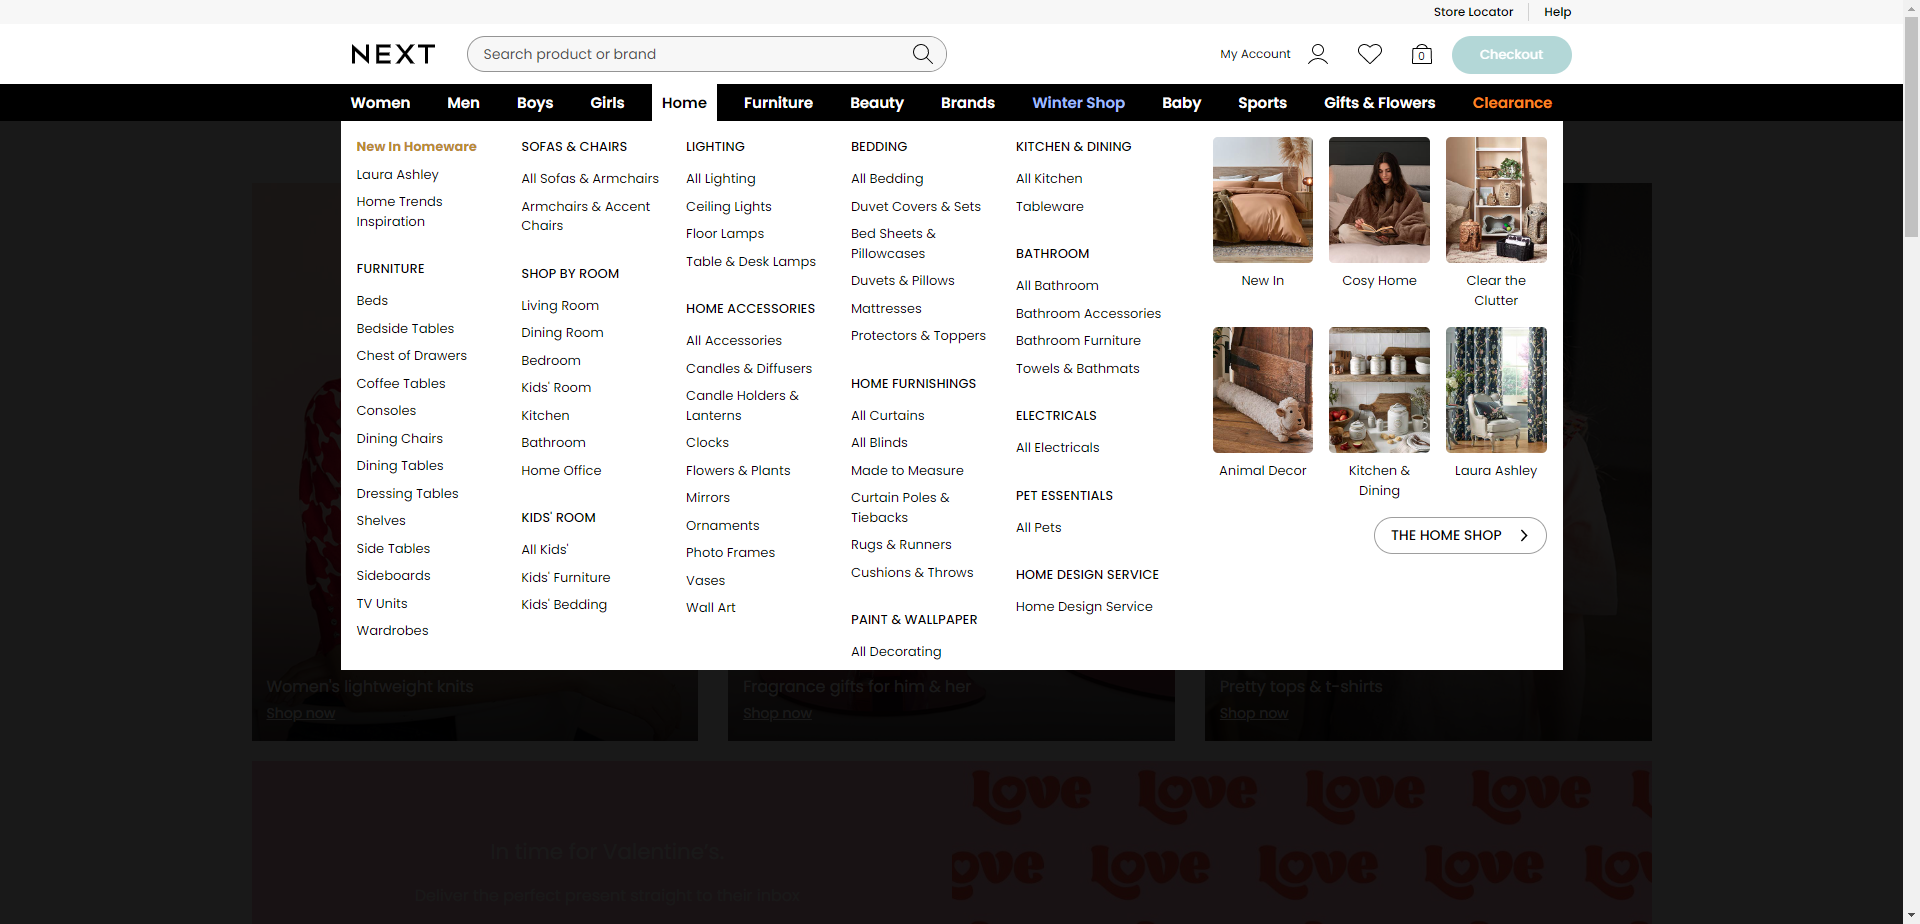 Store Locator
Help
NEXT
Search product or brand
My Account
0
Checkout
Women
Men
Boys
Girls
Home
Furniture
Beauty
Brands
Winter Shop
Baby
Sports
Gifts & Flowers
Clearance
New In Homeware
Laura Ashley
Home Trends
Inspiration
FURNITURE
Beds
Bedside Tables
Chest of Drawers
Coffee Tables
Consoles
Dining Chairs
Dining Tables
Dressing Tables
Shelves
Side Tables
Sideboards
TV Units
Wardrobes
SOFAS & CHAIRS
All Sofas & Armchairs
Armchairs & Accent
Chairs
SHOP BY ROOM
Living Room
Dining Room
Bedroom
Kids' Room
Kitchen
Bathroom
Home Office
KIDS' ROOM
All Kids'
Kids' Furniture
Kids' Bedding
LIGHTING
All Lighting
Ceiling Lights
Floor Lamps
Table & Desk Lamps
HOME ACCESSORIES
All Accessories
Candles & Diffusers
Candle Holders &
Lanterns
Clocks
Flowers & Plants
Mirrors
Ornaments
Photo Frames
Vases
Wall Art
BEDDING
All Bedding
Duvet Covers & Sets
Bed Sheets &
Pillowcases
Duvets & Pillows
Mattresses
Protectors & Toppers
HOME FURNISHINGS
All Curtains
All Blinds
Made to Measure
Curtain Poles &
Tiebacks
Rugs & Runners
Cushions & Throws
PAINT & WALLPAPER
All Decorating
KITCHEN & DINING
All Kitchen
Tableware
BATHROOM
All Bathroom
Bathroom Accessories
Bathroom Furniture
Towels & Bathmats
ELECTRICALS
All Electricals
PET ESSENTIALS
All Pets
HOME DESIGN SERVICE
Home Design Service
New In
Cosy Home
Clear the
Clutter
Animal Decor
Kitchen &
Dining
Laura Ashley
THE HOME SHOP
Women's lightweight knits
Shop now
Fragrance gifts for him & her
Shop now
Pretty tops & t-shirts
Shop now
In time for Valentine's.
Deliver the perfect present straight to their inbox
Love Love Love Love
ove Love Love Love Lo